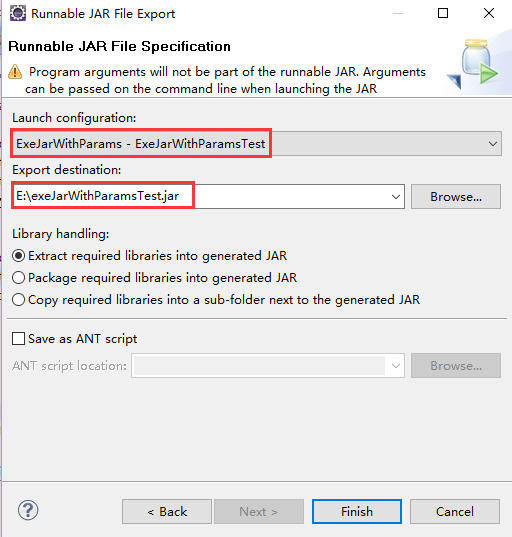 Runnable JAR File Export
Runnable JAR File Specification
Program arguments will not be part of the runnable JAR. Arguments
can be passed on the command line when launching the JAR
Launch configuration:
ExeJarWithParams - ExeJarWithParamsTest
Export destination:
E:\exeJarWithParamsTest.jar
Browse...
Library handling:
Extract required libraries into generated JAR
Package required libraries into generated JAR
Copy required libraries into a sub-folder next to the generated JAR
Save as ANT script
ANT script location:
Browse...
?
< Back
Next >
Finish
Cancel